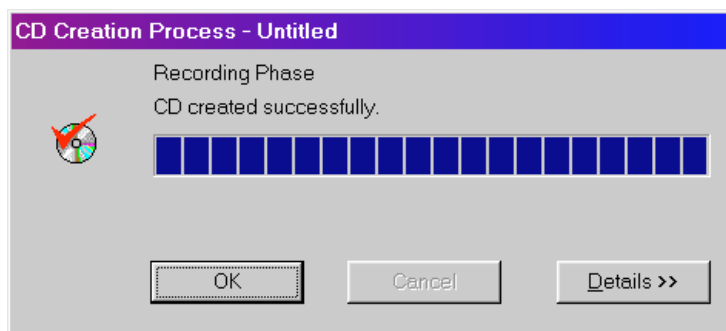 CD Creation Process - Untitled
Recording Phase
CD created successfully.
OK Cancel Details >>